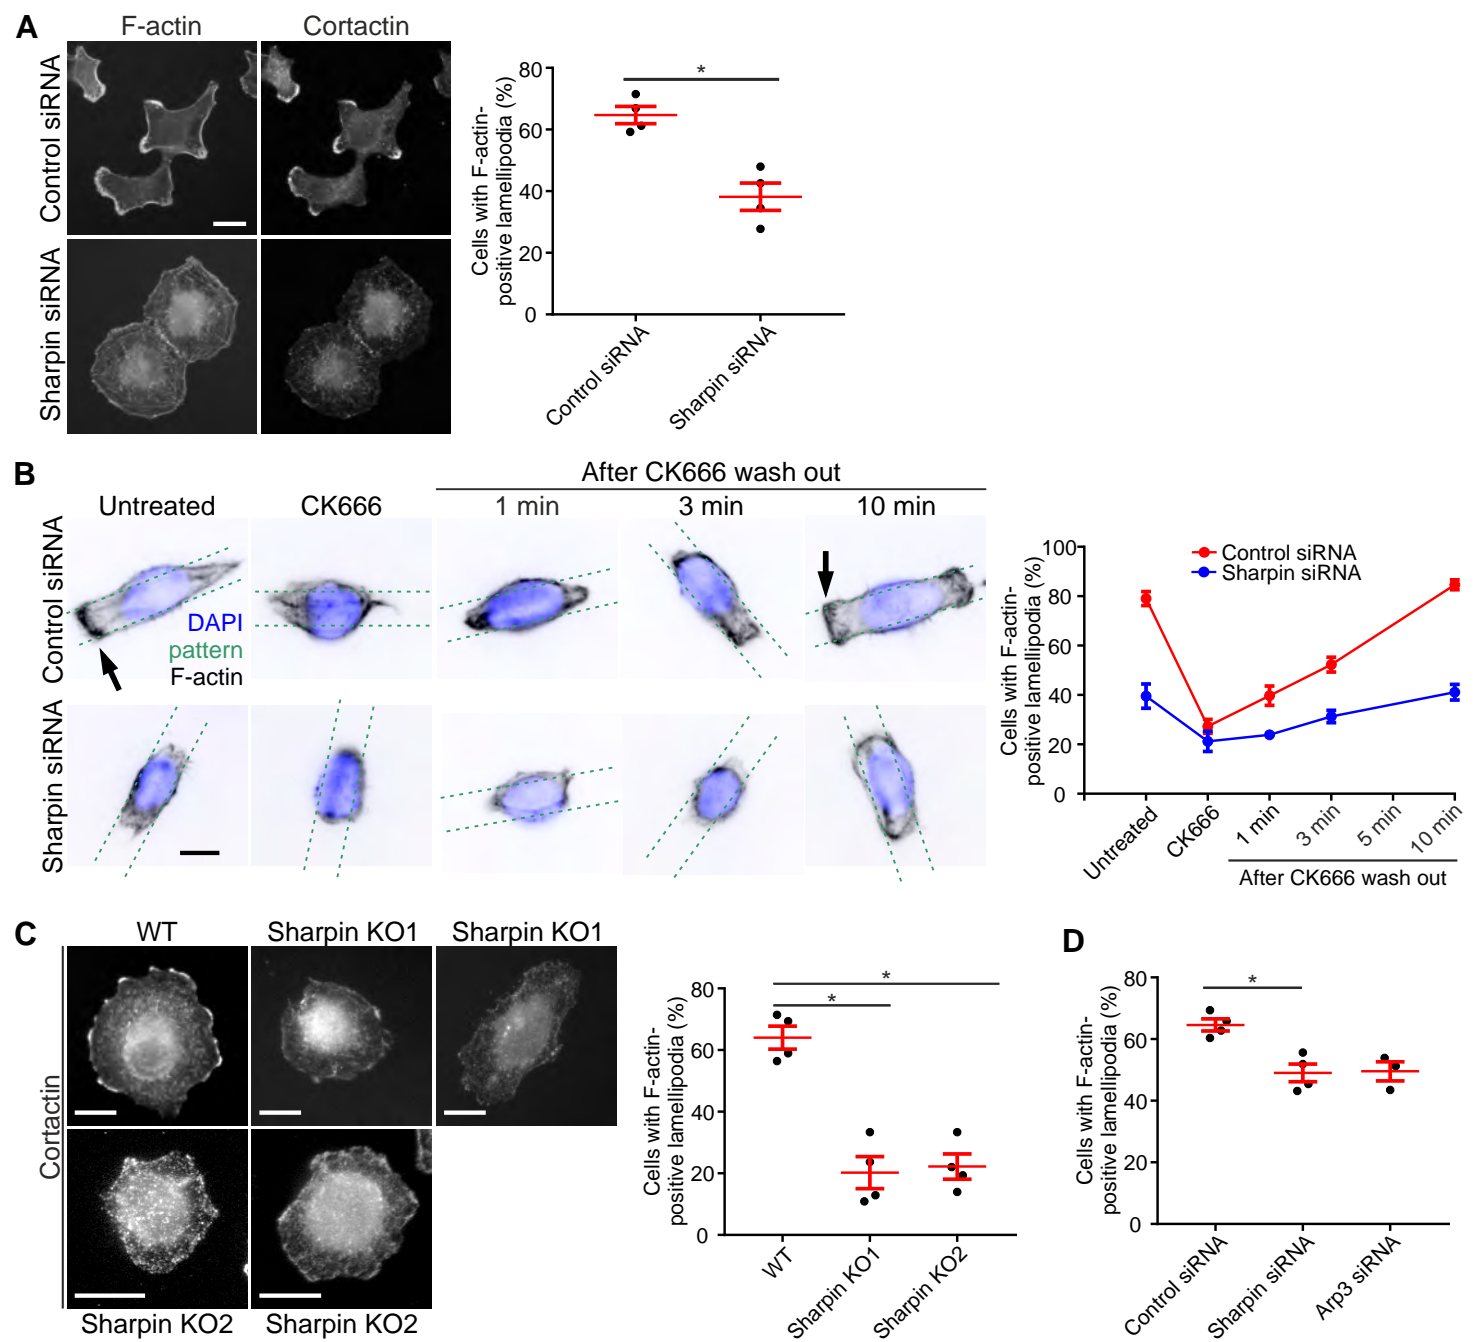 A
F-actin
Cortactin
Control siRNA
Sharpin siRNA
Cells with F-actin-
positive lamellipodia (%)
80
60
40
20
0
*
Control siRNA
Sharpin siRNA
B
After CK666 wash out
Untreated
CK666
1 min
3 min
10 min
Control siRNA
DAPI
pattern
F-actin
Sharpin siRNA
Cells with F-actin-
positive lamellipodia (%)
100
80
60
40
20
0
Control siRNA
Sharpin siRNA
Untreated
CK666
1 min
3 min
5 min
10 min
After CK666 wash out
C
WT
Sharpin KO1
Sharpin KO1
Cortactin
Sharpin KO2
Sharpin KO2
Cells with F-actin-
positive lamellipodia (%)
80
60
40
20
0
*
*
WT
Sharpin KO1
Sharpin KO2
D
Cells with F-actin-
positive lamellipodia (%)
80
60
40
20
0
*
Control siRNA
Sharpin siRNA
Arp3 siRNA